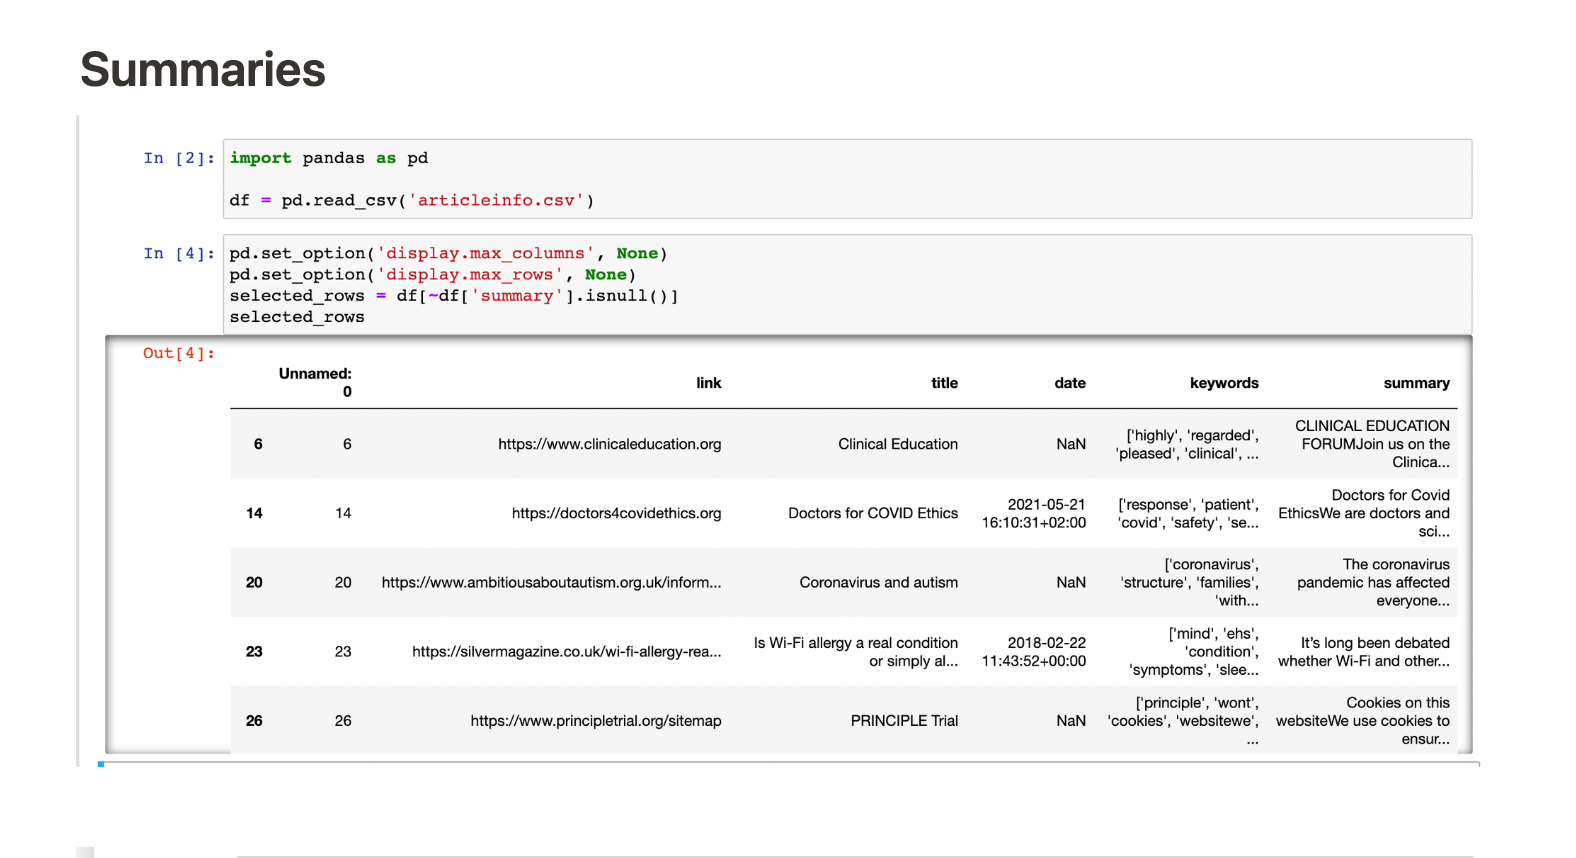 Summaries
In [2]: import pandas as pd
df = pd.read_csv('articleinfo.csv')
In [4]: pd.set_option('display.max_columns', None)
pd.set_option('display.max_rows', None)
selected_rows = df[~df['summary'].isnull()]
selected_rows
Out[4]:
Unnamed:
0 link title date keywords summary
6 6 https://www.clinicaleducation.org Clinical Education NaN ['highly', 'regarded', 'pleased', 'clinical', ... CLINICAL EDUCATION FORUMJoin us on the Clinica...
14 14 https://doctors4covidethics.org Doctors for COVID Ethics 2021-05-21 16:10:31+02:00 ['response', 'patient', 'covid', 'safety', 'se... Doctors for Covid EthicsWe are doctors and sci...
20 20 https://www.ambitiousaboutautism.org.uk/inform... Coronavirus and autism NaN ['coronavirus', 'structure', 'families', 'with... The coronavirus pandemic has affected everyone...
23 23 https://silvermagazine.co.uk/wi-fi-allergy-rea... Is Wi-Fi allergy a real condition or simply al... 2018-02-22 11:43:52+00:00 ['mind', 'ehs', 'condition', 'symptoms', 'slee... It's long been debated whether Wi-Fi and other...
26 26 https://www.principletrial.org/sitemap PRINCIPLE Trial NaN ['principle', 'wont', 'cookies', 'websitewe', ... Cookies on this websiteWe use cookies to ensur...